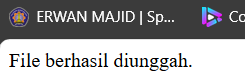 ERWAN MAJID | Sp...
Co
File berhasil diunggah.